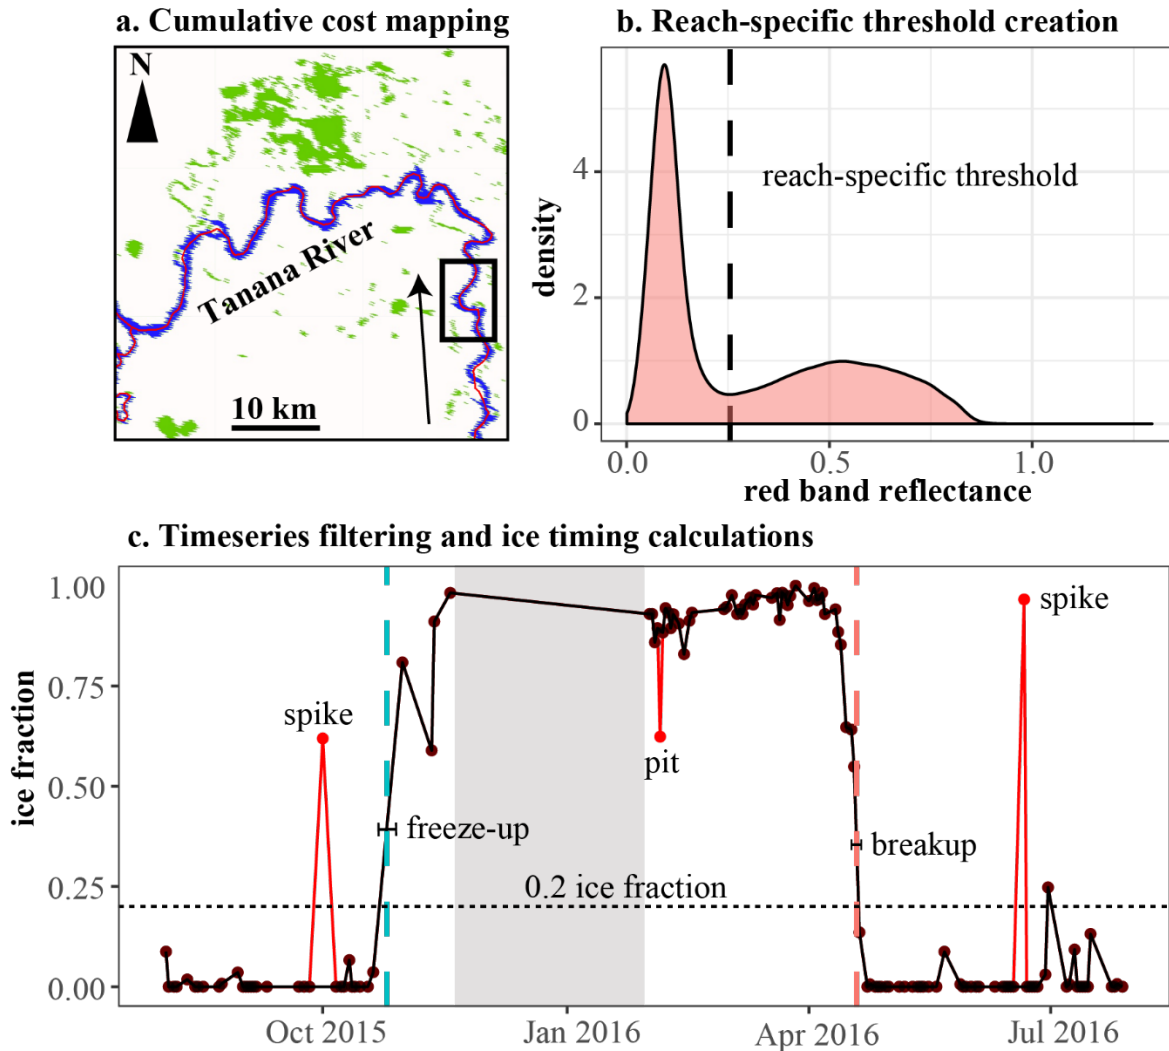 a. Cumulative cost mapping
N
Tanana River
10 km
b. Reach-specific threshold creation
density
4
2
0
reach-specific threshold
0.0 0.5 1.0
red band reflectance
c. Timeseries filtering and ice timing calculations
ice fraction
1.00
0.75
0.50
0.25
0.00
spike
freeze-up
pit
0.2 ice fraction
breakup
spike
Oct 2015 Jan 2016 Apr 2016 Jul 2016